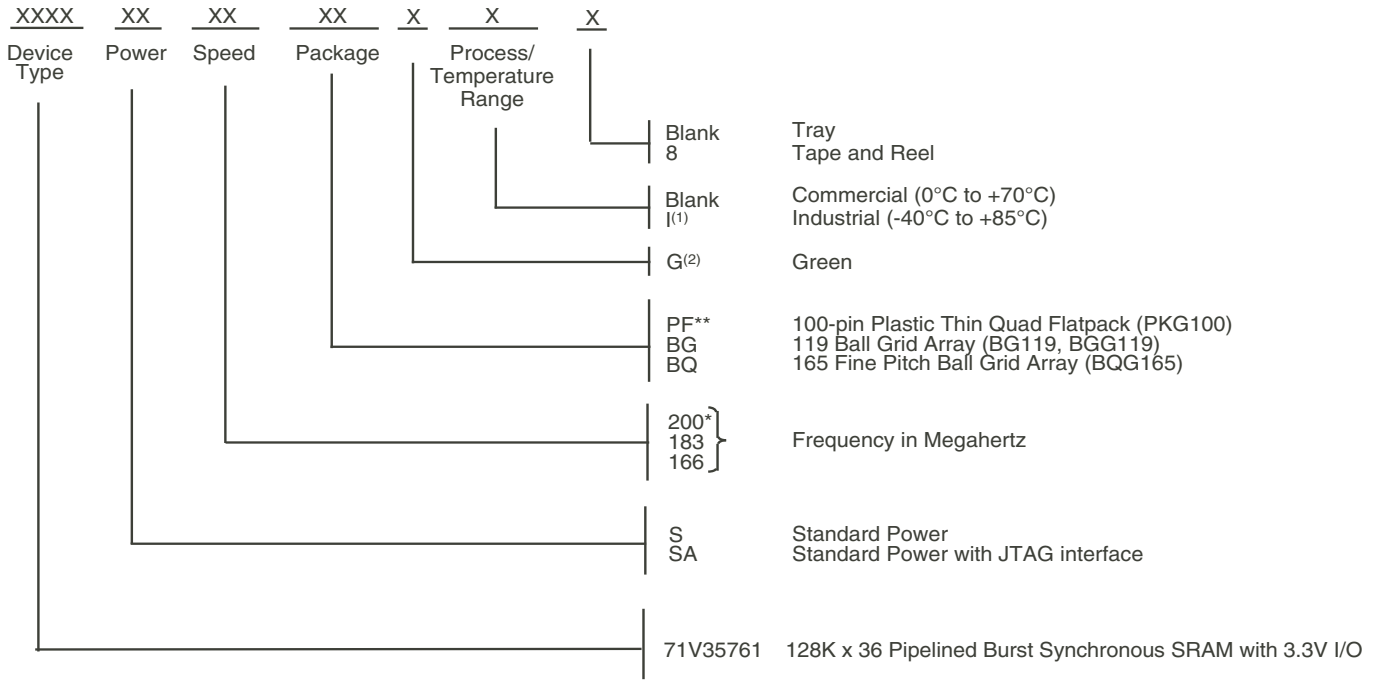 XXXX XX XX XX X X X
Device Type Power Speed Package Process/ Temperature Range
Blank Tray
8 Tape and Reel
Blank Commercial (0°C to +70°C)
I(1) Industrial (-40°C to +85°C)
G(2) Green
PF** 100-pin Plastic Thin Quad Flatpack (PKG100)
BG 119 Ball Grid Array (BG119, BGG119)
BQ 165 Fine Pitch Ball Grid Array (BQG165)
200*
183 Frequency in Megahertz
166
S Standard Power
SA Standard Power with JTAG interface
71V35761 128K x 36 Pipelined Burst Synchronous SRAM with 3.3V I/O